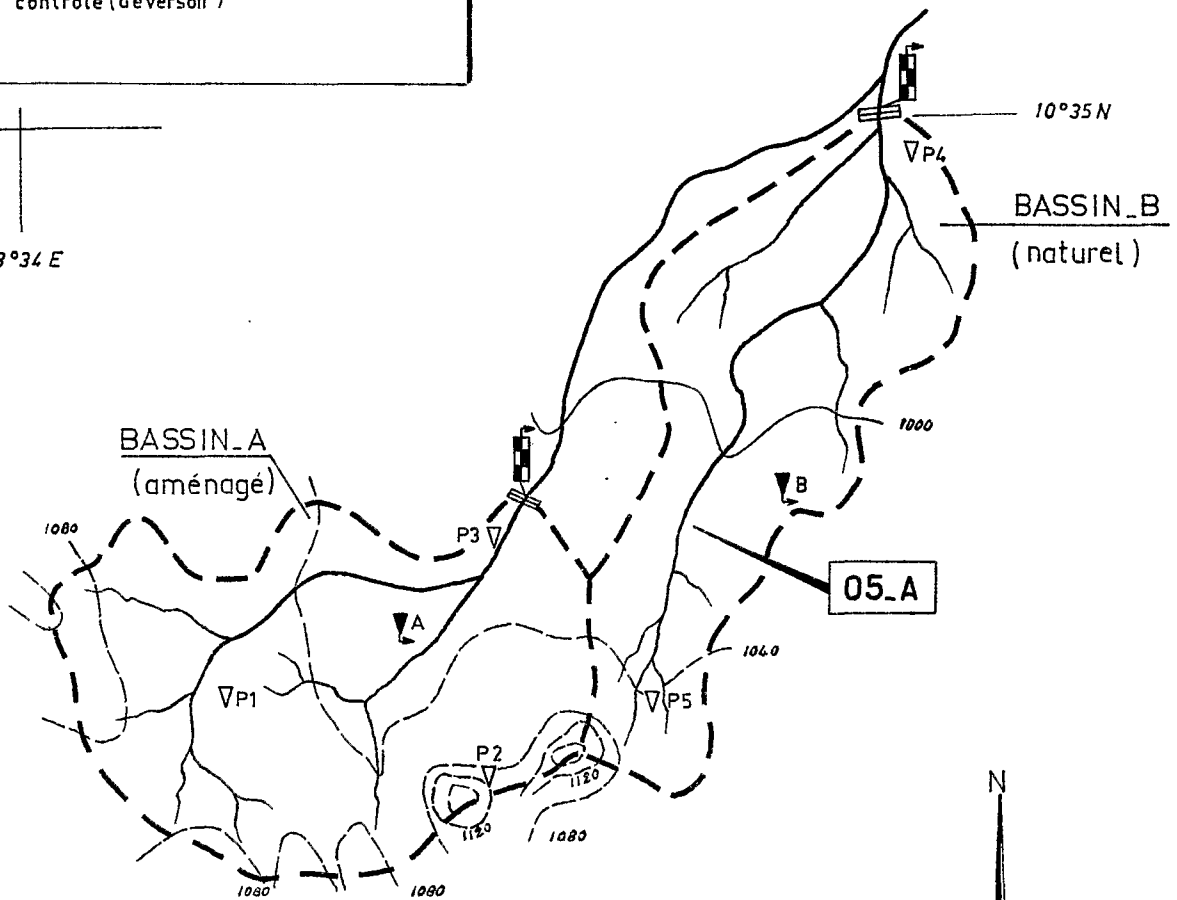 contrôle (déversoir)
10°35 N
P4
BASSIN_B
(naturel)
3°34 E
1000
BASSIN_A
(aménagé)
B
1080
P3
05_A
A
1040
P1
P5
P2
1120
1120
1080
1080
1080
N